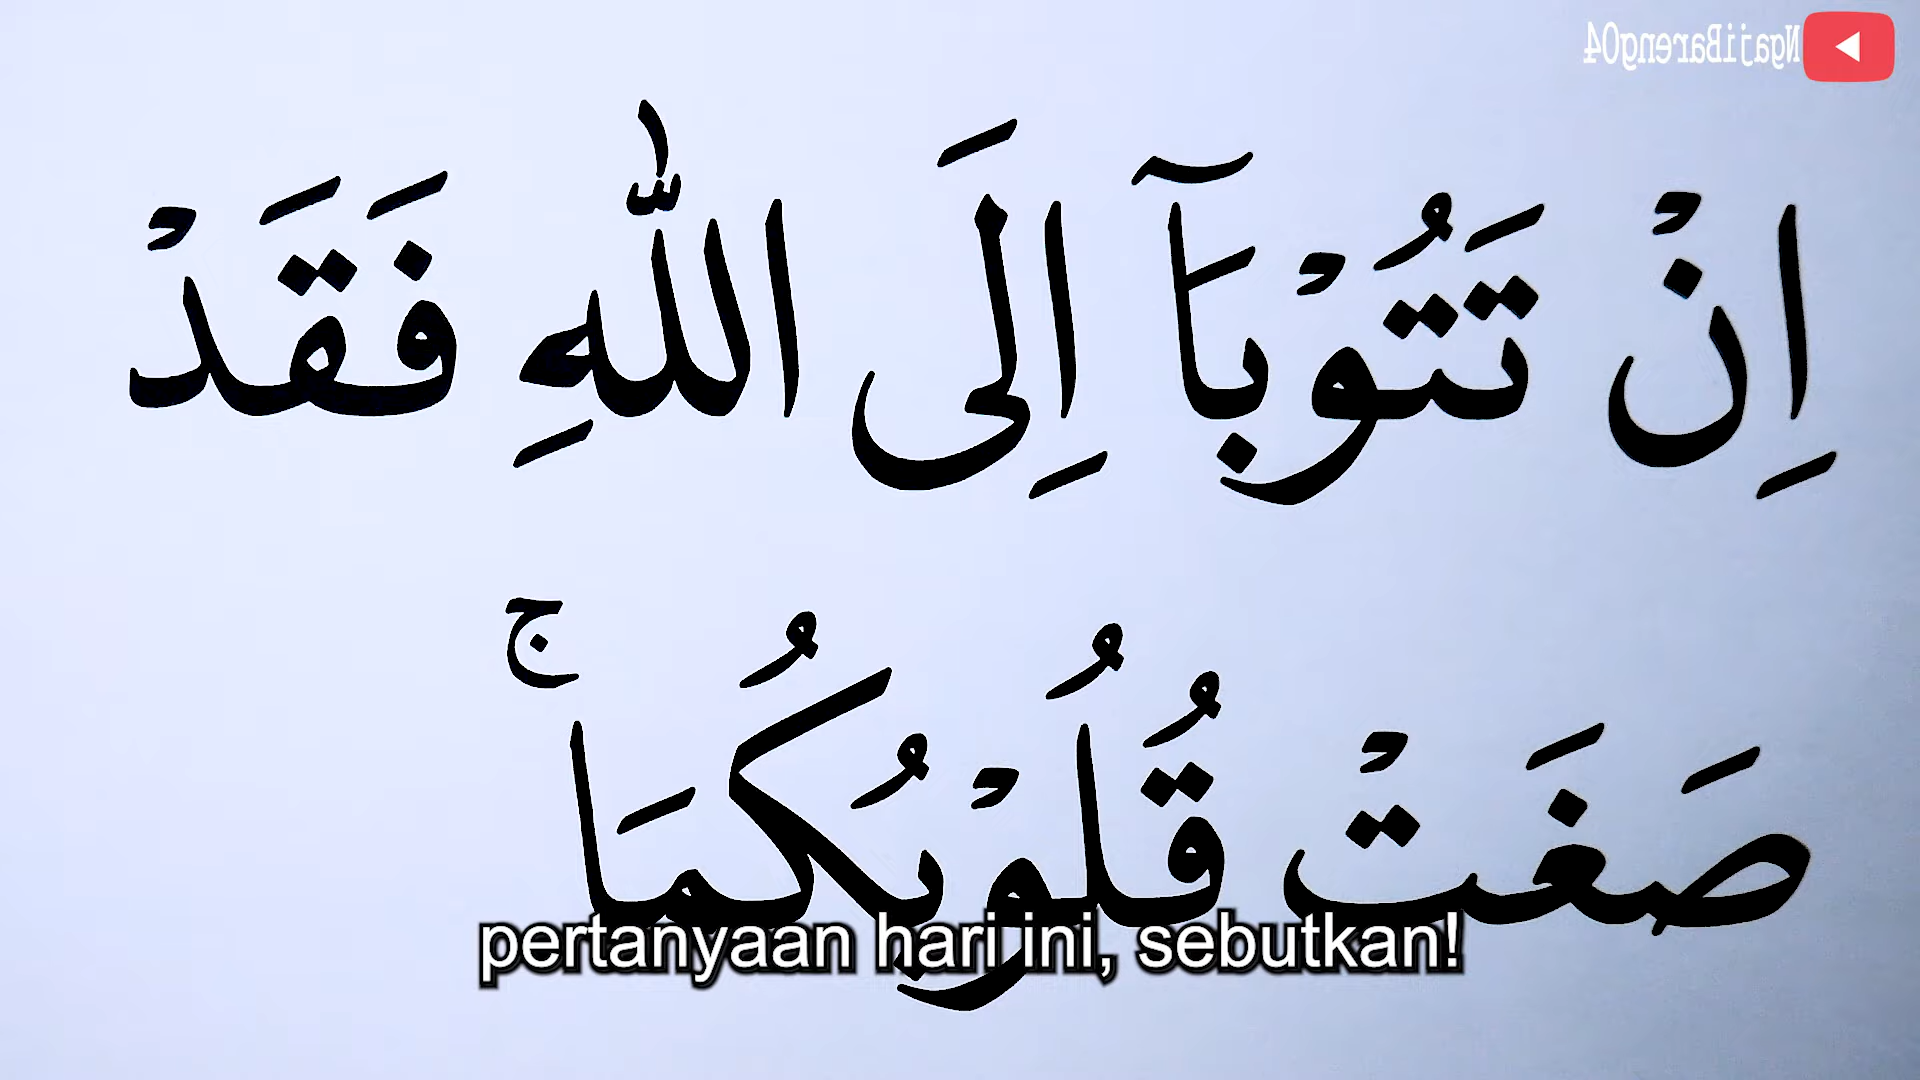 NgajiBareng04
اِنْ تَتُوْبَآ اِلَى اللّٰهِ فَقَدْ
صَغَتْ قُلُوْبُكُمَاۚ
pertanyaan hari ini, sebutkan!